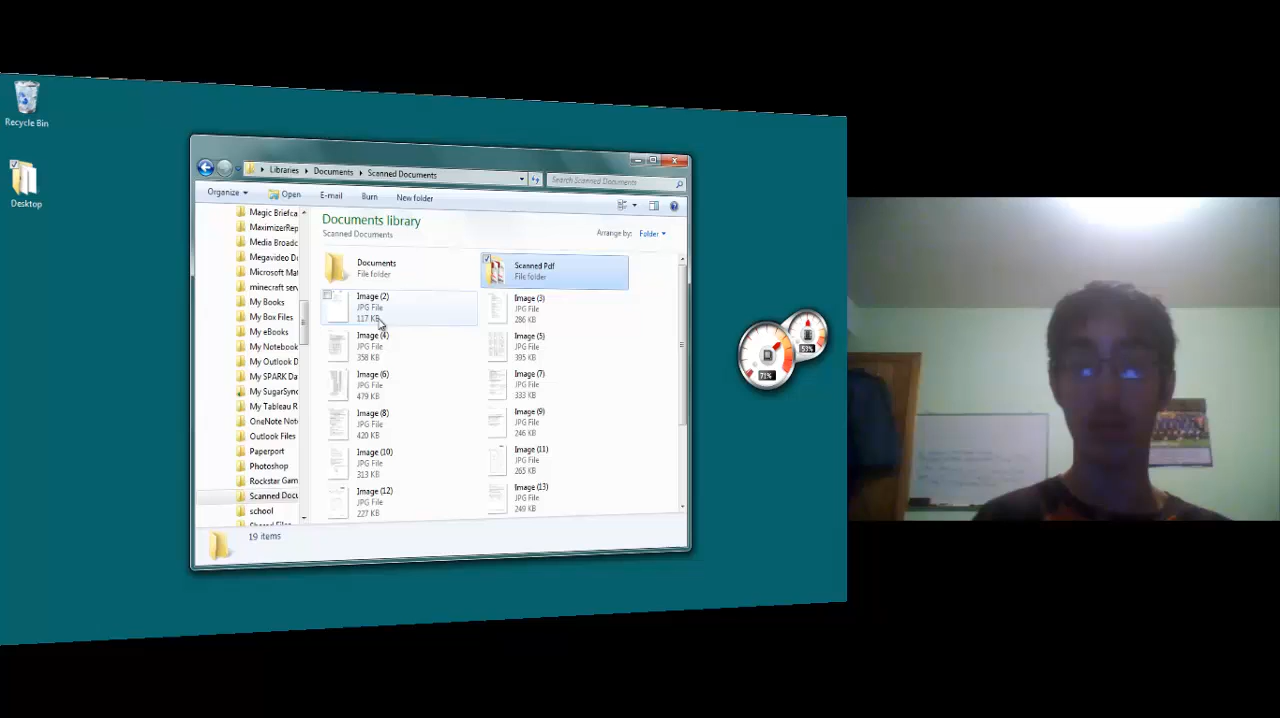 Recycle Bin
Desktop
Libraries
Documents
Scanned Documents
Search Scanned Documents
Organize
Open
E-mail
Burn
New folder
Documents library
Scanned Documents
Arrange by:
Folder
Magic Briefca
MaximizerRep
Media Broadc
Megavideo D
Microsoft Mat
minecraft serv
My Books
My Box Files
My eBooks
My Notebook
My Outlook D
My SPARK Da
My SugarSync
My Tableau R
OneNote Not
Outlook Files
Paperport
Photoshop
Rockstar Gam
Scanned Docu
school
Shared Files
Documents
File folder
Scanned Pdf
File folder
Image (2)
JPG File
117 KB
Image (3)
JPG File
286 KB
Image (4)
JPG File
358 KB
Image (5)
JPG File
395 KB
Image (6)
JPG File
479 KB
Image (7)
JPG File
333 KB
Image (8)
JPG File
420 KB
Image (9)
JPG File
246 KB
Image (10)
JPG File
313 KB
Image (11)
JPG File
265 KB
Image (12)
JPG File
227 KB
Image (13)
JPG File
249 KB
19 items
71%
53%